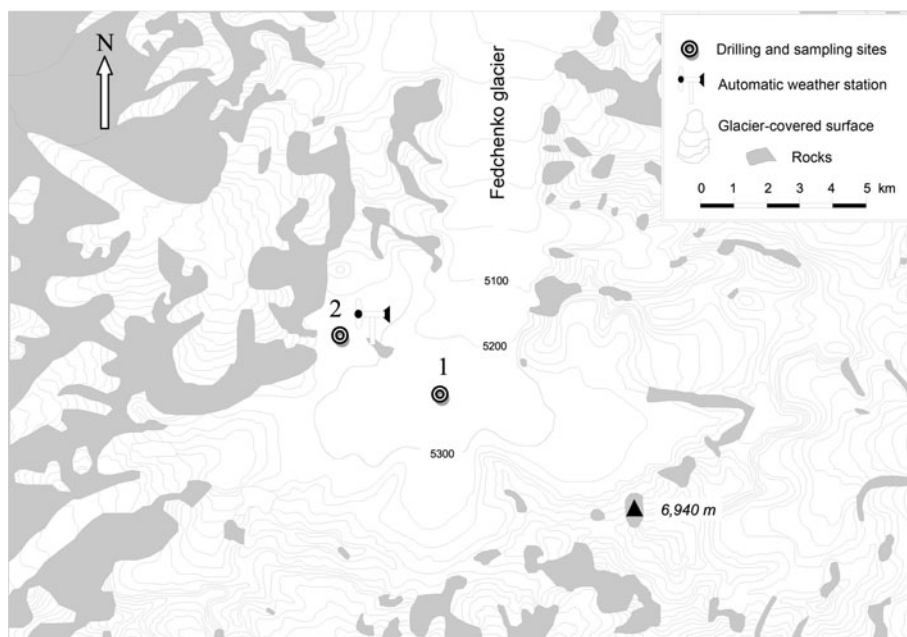 N
Fedchenko glacier
Drilling and sampling sites
Automatic weather station
Glacier-covered surface
Rocks
0 1 2 3 4 5 km
5100
2
5200
1
5300
6,940 m